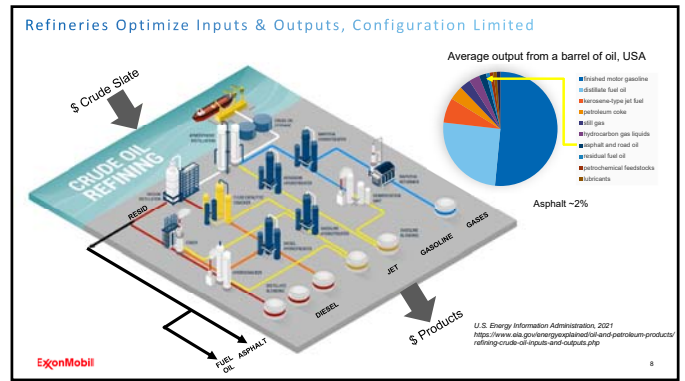 Refineries Optimize Inputs & Outputs, Configuration Limited
Average output from a barrel of oil, USA
$ Crude Slate
finished motor gasoline
distillate fuel oil
kerosene-type jet fuel
petroleum coke
still gas
hydrocarbon gas liquids
asphalt and road oil
residual fuel oil
petrochemical feedstocks
lubricants
CRUDE OIL
REFINING
Asphalt ~2%
RESID
GASES
GASOLINE
JET
DIESEL
$ Products
ASPHALT
FUEL
OIL
U.S. Energy Information Administration, 2021
https://www.eia.gov/energyexplained/oil-and-petroleum-products/
refining-crude-oil-inputs-and-outputs.php
ExxonMobil
8